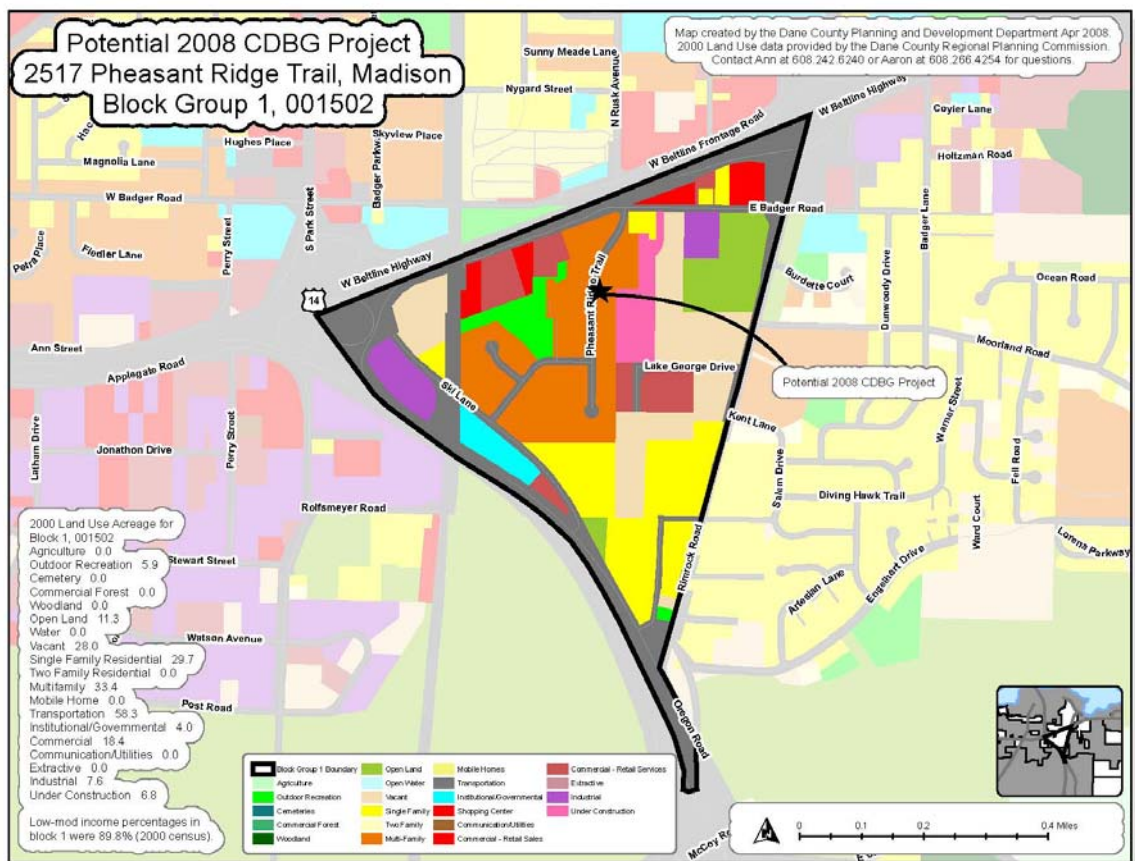 Potential 2008 CDBG Project
2517 Pheasant Ridge Trail, Madison
Block Group 1, 001502
Map created by the Dane County Planning and Development Department Apr 2008.
2000 Land Use data provided by the Dane County Regional Planning Commission.
Contact Ann at 608.242.6240 or Aaron at 608.266.4254 for questions.
Sunny Meade Lane
Nygard Street
N Rusk Avenue
W Beltline Highway
W Beltline Frontage Road
Coyier Lane
Hughes Place
Skyview Place
Badger Parkw
Magnolia Lane
Holtzman Road
W Badger Road
S Park Street
E Badger Road
Badger Lane
Perry Street
Petra Place
Fiedler Lane
W Beltline Highway
Pheasant Ridge Trail
Burdette Court
Dunwoody Drive
Ocean Road
14
Ann Street
Applegate Road
Moorland Road
Lake George Drive
Potential 2008 CDBG Project
Ski Lane
Kent Lane
Warner Street
Latham Drive
Jonathon Drive
Perry Street
Salem Drive
Fell Road
Diving Hawk Trail
Rolfsmeyer Road
Ward Court
Lorena Parkway
Rimrock Road
Engelhart Drive
Artesian Lane
Stewart Street
Watson Avenue
Post Road
Oregon Road
McCoy R
2000 Land Use Acreage for
Block 1, 001502
Agriculture 0.0
Outdoor Recreation 5.9
Cemetery 0.0
Commercial Forest 0.0
Woodland 0.0
Open Land 11.3
Water 0.0
Vacant 28.0
Single Family Residential 29.7
Two Family Residential 0.0
Multifamily 33.4
Mobile Home 0.0
Transportation 58.3
Institutional/Governmental 4.0
Commercial 18.4
Communication/Utilities 0.0
Extractive 0.0
Industrial 7.6
Under Construction 6.8
Low-mod income percentages in
block 1 were 89.8% (2000 census).
Block Group 1 Boundary
Agriculture
Outdoor Recreation
Cemeteries
Commercial Forest
Woodland
Open Land
Open Water
Vacant
Single Family
Two Family
Multi-Family
Mobile Homes
Transportation
Institutional/Governmental
Shopping Center
Communication/Utilities
Commercial - Retail Sales
Commercial - Retail Services
Extractive
Industrial
Under Construction
0 0.1 0.2 0.4 Miles